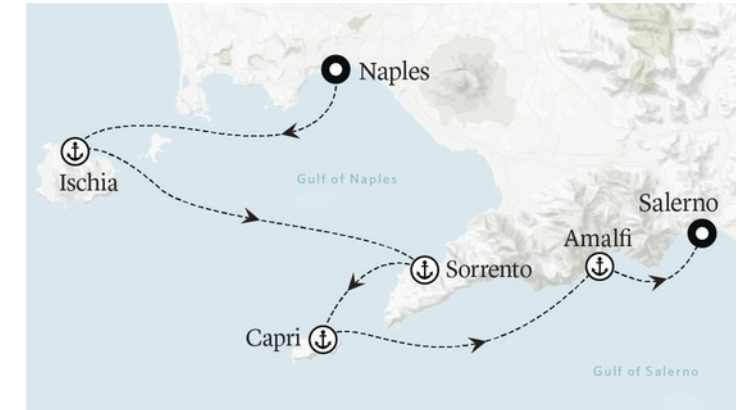 Naples
Gulf of Naples
Ischia
Salerno
Amalfi
Sorrento
Capri
Gulf of Salerno